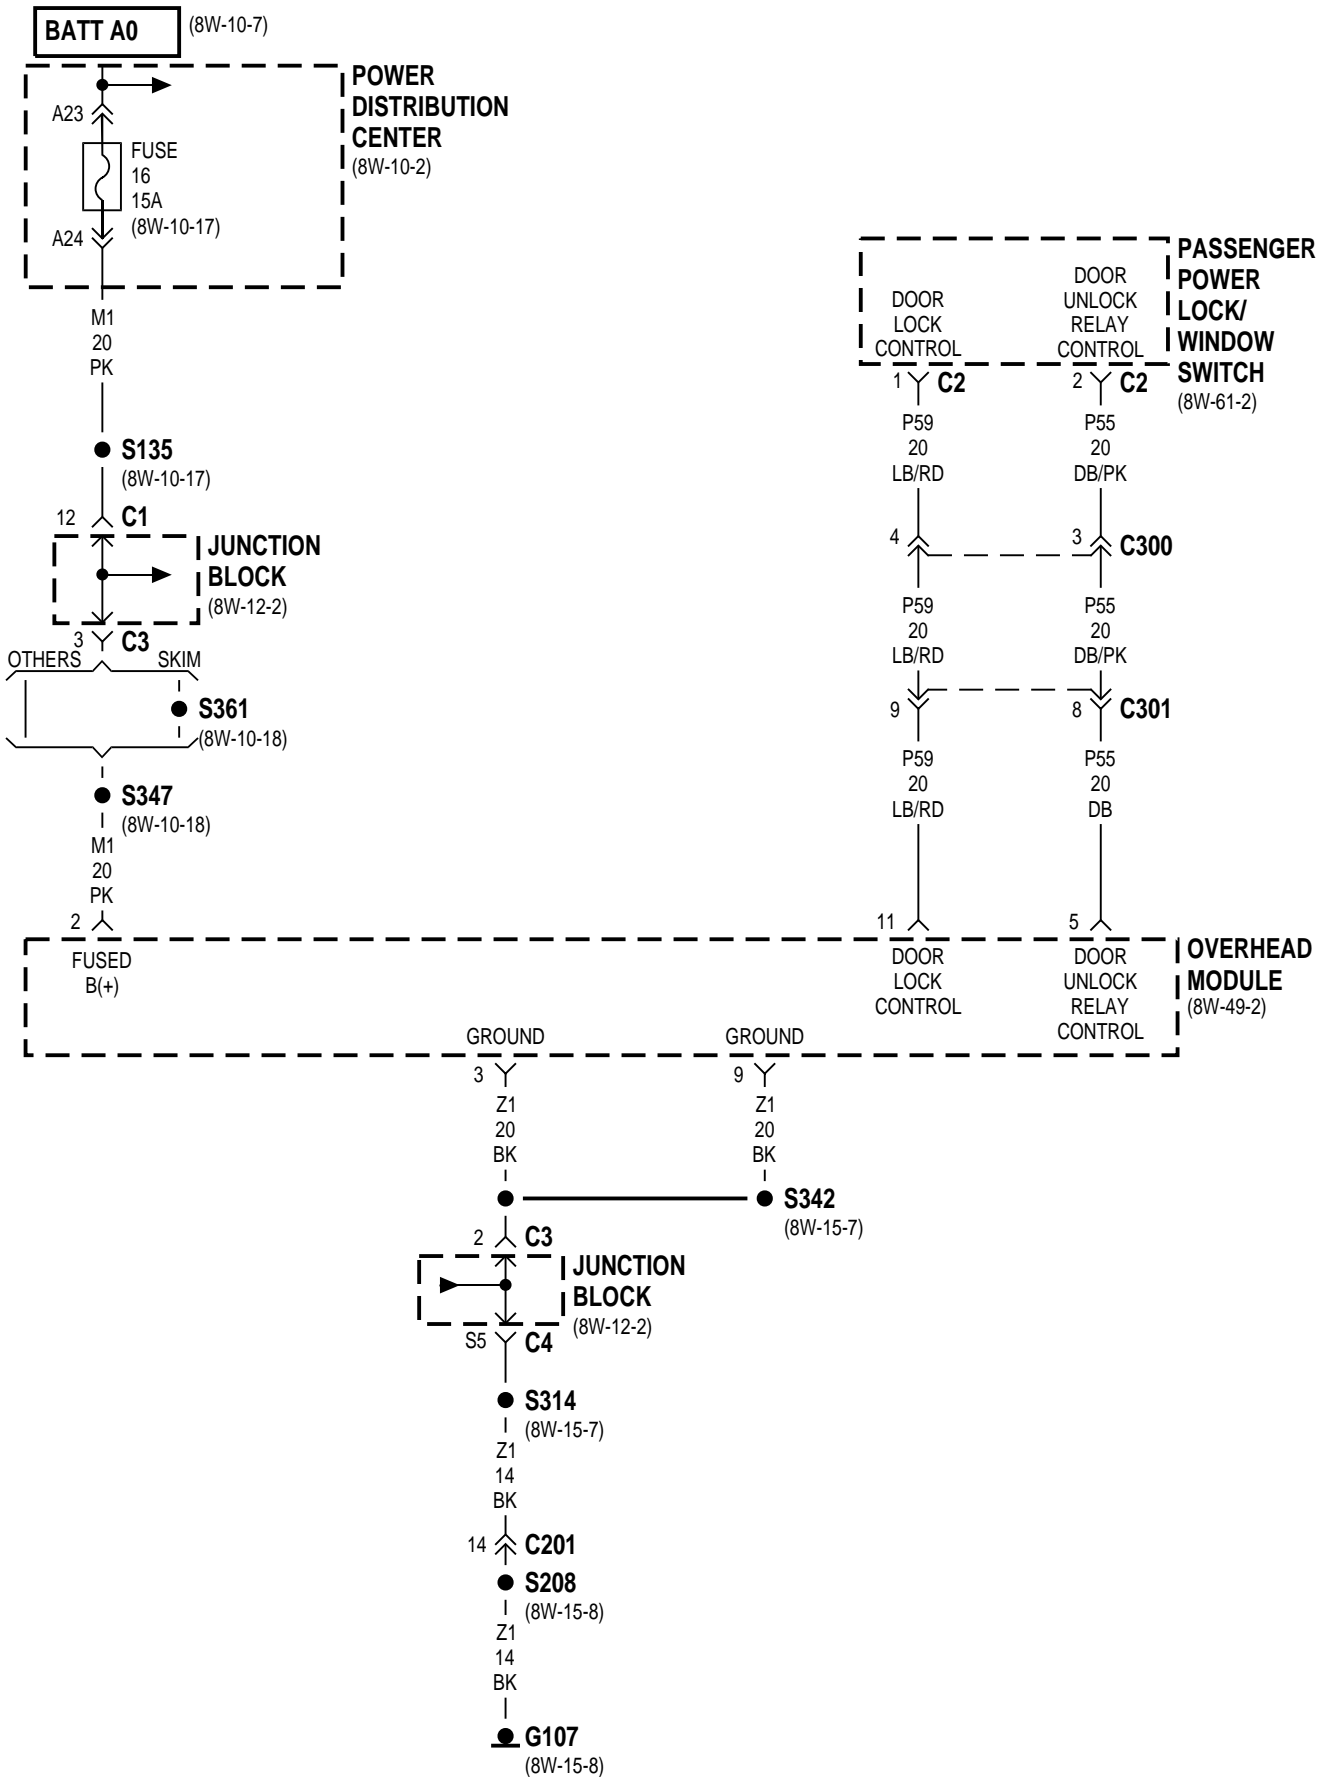 BATT A0
(8W-10-7)
POWER
DISTRIBUTION
CENTER
(8W-10-2)
A23
FUSE
16
15A
(8W-10-17)
A24
M1
20
PK
S135
(8W-10-17)
12
C1
JUNCTION
BLOCK
(8W-12-2)
3
C3
OTHERS
SKIM
S361
(8W-10-18)
S347
(8W-10-18)
M1
20
PK
2
PASSENGER
POWER
LOCK/
WINDOW
SWITCH
(8W-61-2)
DOOR
LOCK
CONTROL
DOOR
UNLOCK
RELAY
CONTROL
1
C2
2
C2
P59
20
LB/RD
P55
20
DB/PK
4
3
C300
P59
20
LB/RD
P55
20
DB/PK
9
8
C301
P59
20
LB/RD
P55
20
DB
11
5
OVERHEAD
MODULE
(8W-49-2)
FUSED
B(+)
DOOR
LOCK
CONTROL
DOOR
UNLOCK
RELAY
CONTROL
GROUND
GROUND
3
9
Z1
20
BK
Z1
20
BK
S342
(8W-15-7)
2
C3
JUNCTION
BLOCK
(8W-12-2)
S5
C4
S314
(8W-15-7)
Z1
14
BK
14
C201
S208
(8W-15-8)
Z1
14
BK
G107
(8W-15-8)